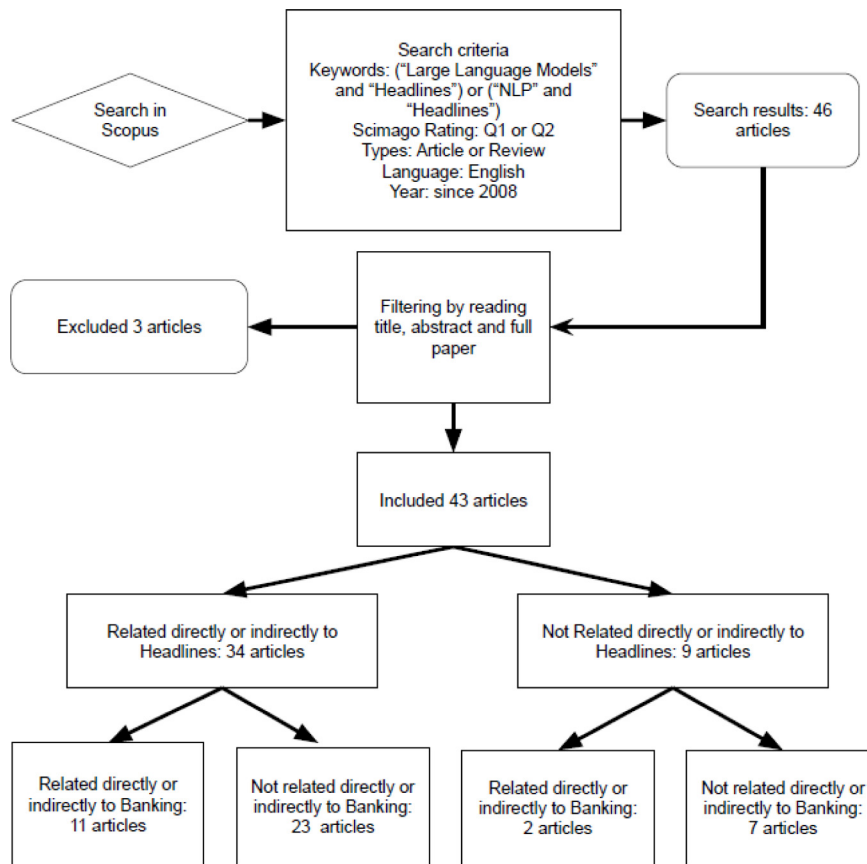 Search in
Scopus
Search criteria
Keywords: (“Large Language Models”
and “Headlines”) or (“NLP” and
“Headlines”)
Scimago Rating: Q1 or Q2
Types: Article or Review
Language: English
Year: since 2008
Search results: 46
articles
Filtering by reading
title, abstract and full
paper
Excluded 3 articles
Included 43 articles
Related directly or indirectly to
Headlines: 34 articles
Not Related directly or indirectly to
Headlines: 9 articles
Related directly or
indirectly to Banking:
11 articles
Not related directly or
indirectly to Banking:
23 articles
Related directly or
indirectly to Banking:
2 articles
Not related directly or
indirectly to Banking:
7 articles